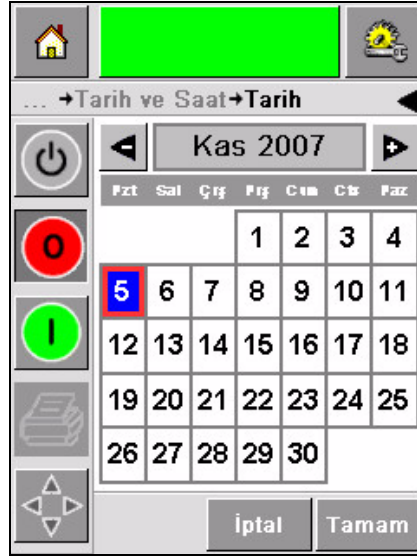 ... →Tarih ve Saat→Tarih
Kas 2007
Pzt Sal Çrş Prş Cum Cts Paz
1 2 3 4
5 6 7 8 9 10 11
12 13 14 15 16 17 18
19 20 21 22 23 24 25
26 27 28 29 30
İptal Tamam